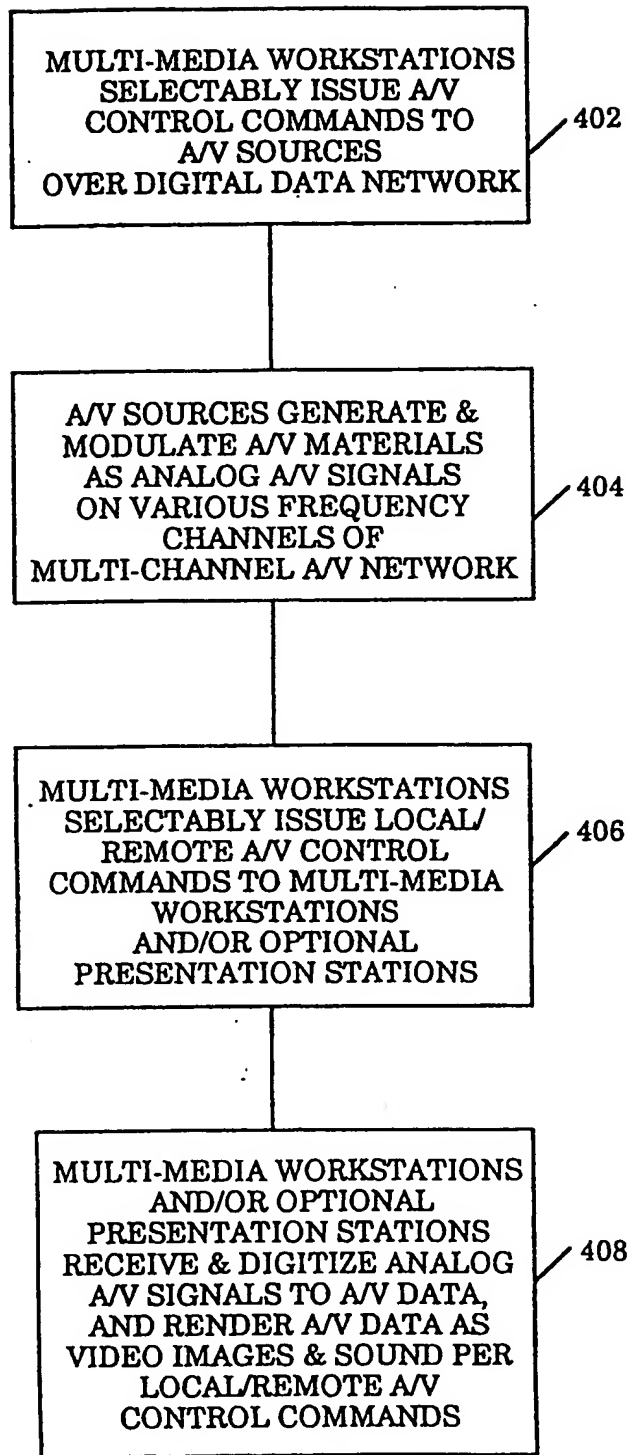 MULTI-MEDIA WORKSTATIONS
SELECTABLY ISSUE A/V
CONTROL COMMANDS TO
A/V SOURCES
OVER DIGITAL DATA NETWORK
402
A/V SOURCES GENERATE &
MODULATE A/V MATERIALS
AS ANALOG A/V SIGNALS
ON VARIOUS FREQUENCY
CHANNELS OF
MULTI-CHANNEL A/V NETWORK
404
MULTI-MEDIA WORKSTATIONS
SELECTABLY ISSUE LOCAL/
REMOTE A/V CONTROL
COMMANDS TO MULTI-MEDIA
WORKSTATIONS
AND/OR OPTIONAL
PRESENTATION STATIONS
406
MULTI-MEDIA WORKSTATIONS
AND/OR OPTIONAL
PRESENTATION STATIONS
RECEIVE & DIGITIZE ANALOG
A/V SIGNALS TO A/V DATA,
AND RENDER A/V DATA AS
VIDEO IMAGES & SOUND PER
LOCAL/REMOTE A/V
CONTROL COMMANDS
408